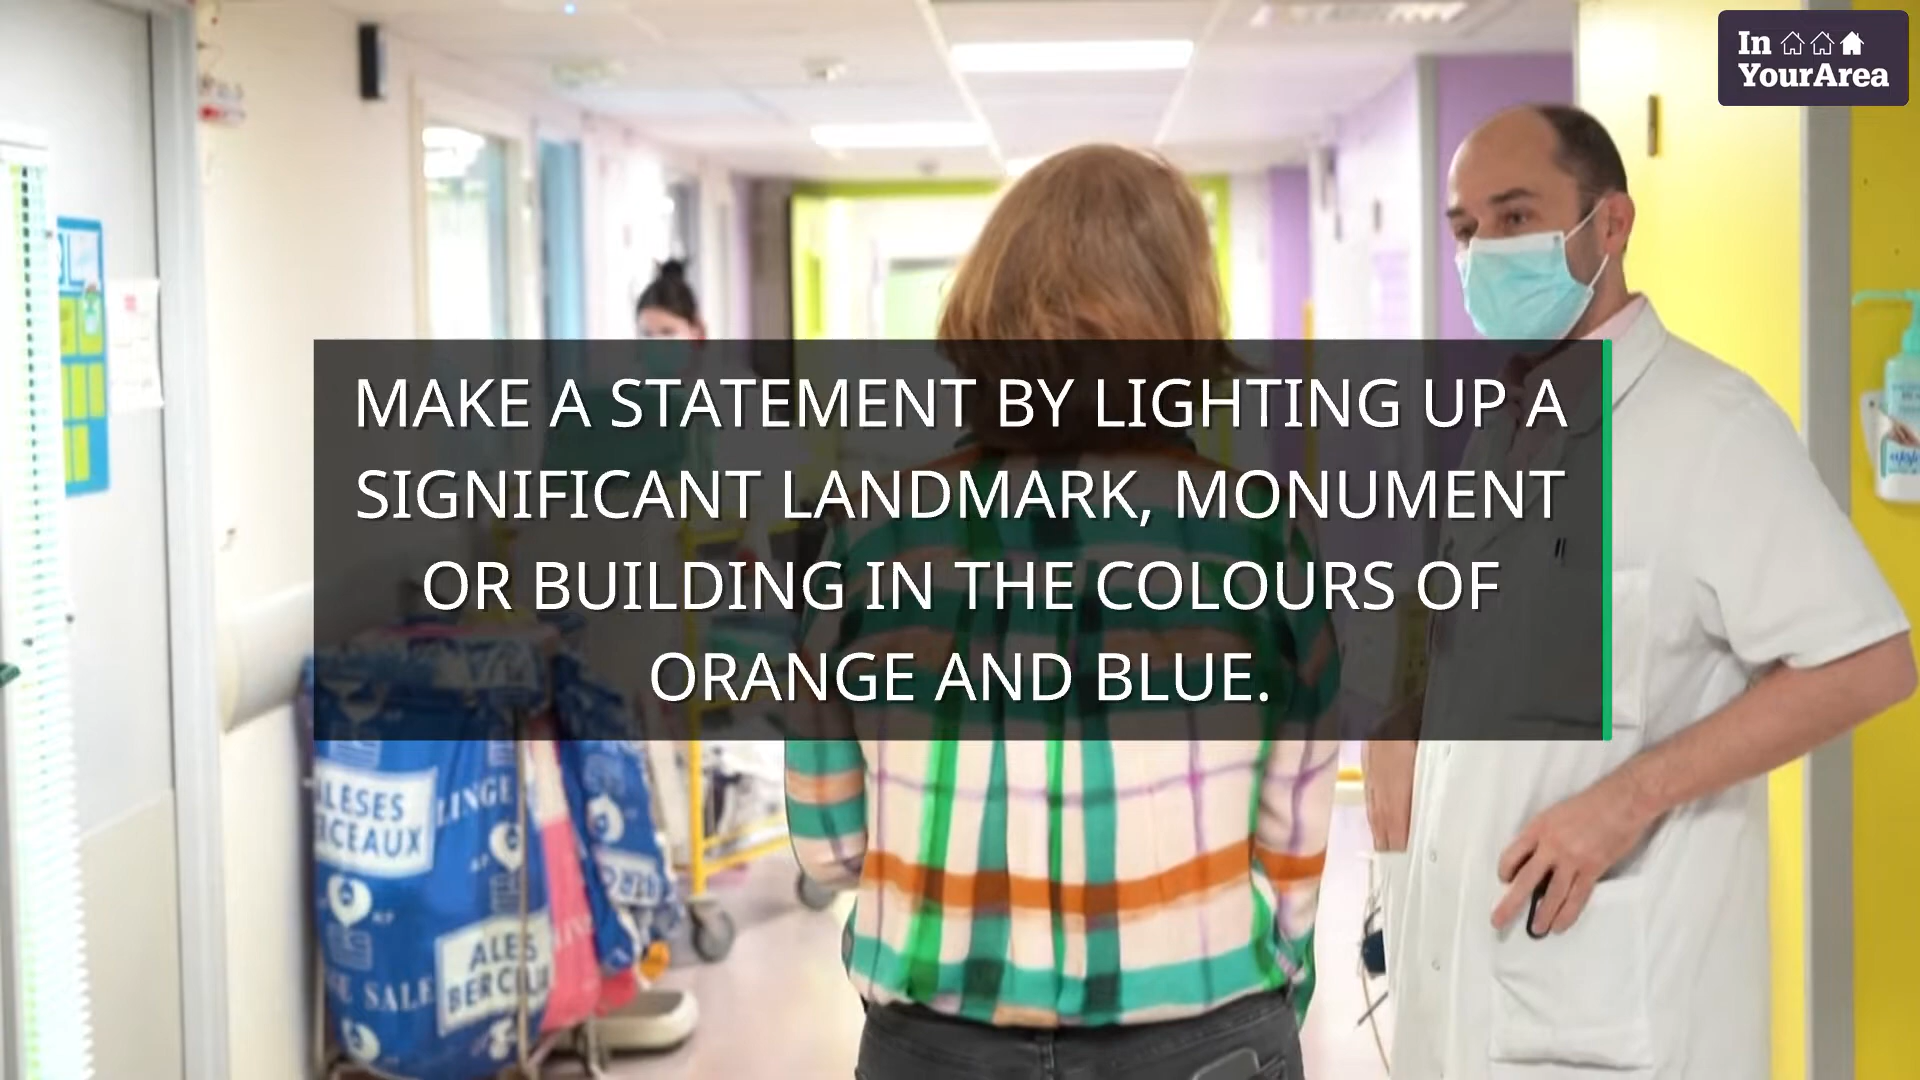 In
YourArea
MAKE A STATEMENT BY LIGHTING UP A
SIGNIFICANT LANDMARK, MONUMENT
OR BUILDING IN THE COLOURS OF
ORANGE AND BLUE.
LINGE
ALES
SALE